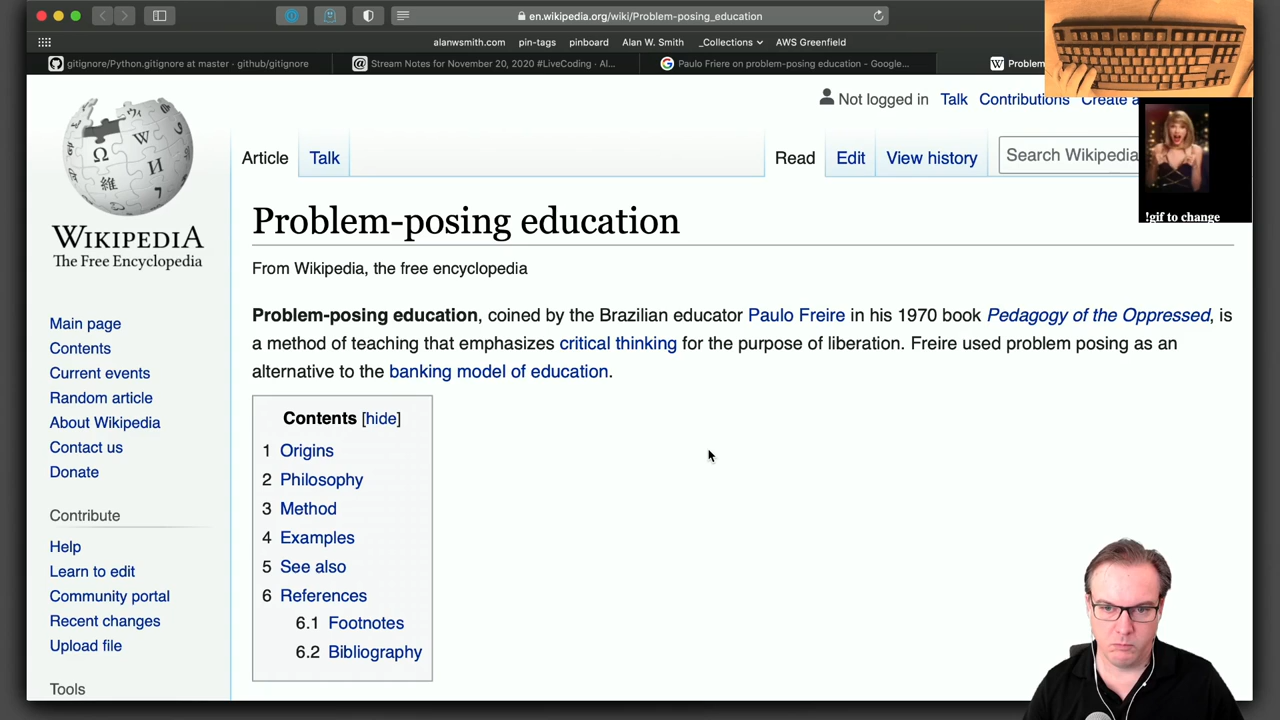 en.wikipedia.org/wiki/Problem-posing_education
alanwsmith.com pin-tags pinboard Alan W. Smith _Collections AWS Greenfield
gitignore/Python.gitignore at master · github/gitignore
Stream Notes for November 20, 2020 #LiveCoding - Al...
Paulo Friere on problem-posing education - Google...
Problem
Not logged in Talk Contributions Create a
Article Talk Read Edit View history Search Wikipedia
!gif to change
WIKIPEDIA
The Free Encyclopedia
Problem-posing education
From Wikipedia, the free encyclopedia
Problem-posing education, coined by the Brazilian educator Paulo Freire in his 1970 book Pedagogy of the Oppressed, is
a method of teaching that emphasizes critical thinking for the purpose of liberation. Freire used problem posing as an
alternative to the banking model of education.
Main page
Contents
Current events
Random article
About Wikipedia
Contact us
Donate
Contribute
Help
Learn to edit
Community portal
Recent changes
Upload file
Tools
Contents [hide]
1 Origins
2 Philosophy
3 Method
4 Examples
5 See also
6 References
6.1 Footnotes
6.2 Bibliography